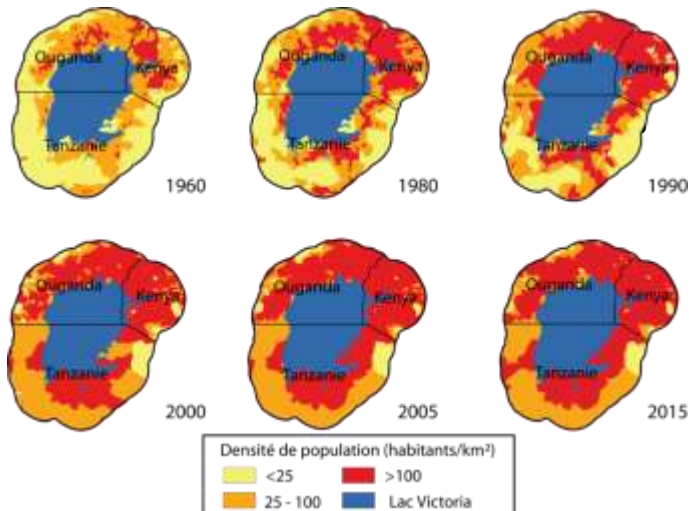 Ouganda
Kenya
Tanzanie
1960
Ouganda
Kenya
Tanzanie
1980
Ouganda
Kenya
Tanzanie
1990
Ouganda
Kenya
Tanzanie
2000
Ouganda
Kenya
Tanzanie
2005
Ouganda
Kenya
Tanzanie
2015
Densité de population (habitants/km²)
<25 >100
25 - 100 Lac Victoria